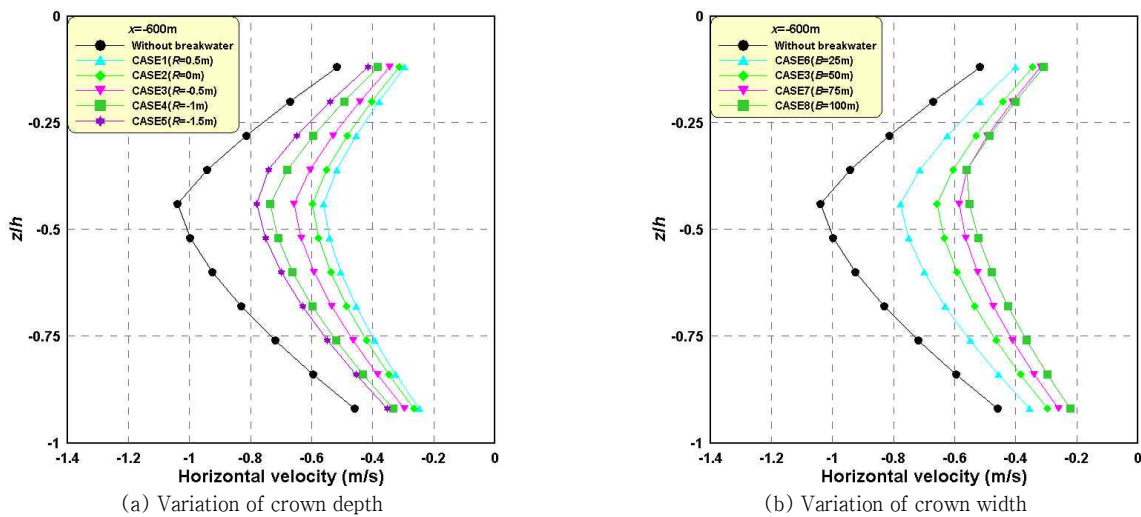 x=-600m
Without breakwater
CASE1(R=0.5m)
CASE2(R=0m)
CASE3(R=-0.5m)
CASE4(R=-1m)
CASE5(R=-1.5m)
z/h
0
-0.25
-0.5
-0.75
-1
-1.4 -1.2 -1 -0.8 -0.6 -0.4 -0.2 0
Horizontal velocity (m/s)
(a) Variation of crown depth
x=-600m
Without breakwater
CASE6(B=25m)
CASE3(B=50m)
CASE7(B=75m)
CASE8(B=100m)
z/h
0
-0.25
-0.5
-0.75
-1
-1.4 -1.2 -1 -0.8 -0.6 -0.4 -0.2 0
Horizontal velocity (m/s)
(b) Variation of crown width